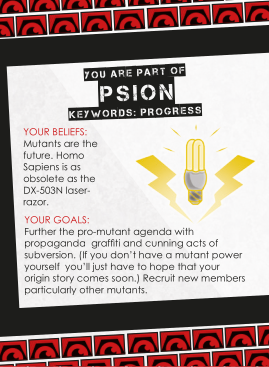 YOU ARE PART OF
PSION
KEYWORDS: PROGRESS
YOUR BELIEFS:
Mutants are the
future. Homo
Sapiens is as
obsolete as the
DX-503N laser-
razor.
YOUR GOALS:
Further the pro-mutant agenda with
propaganda graffiti and cunning acts of
subversion. (If you don't have a mutant power
yourself you'll just have to hope that your
origin story comes soon.) Recruit new members
particularly other mutants.